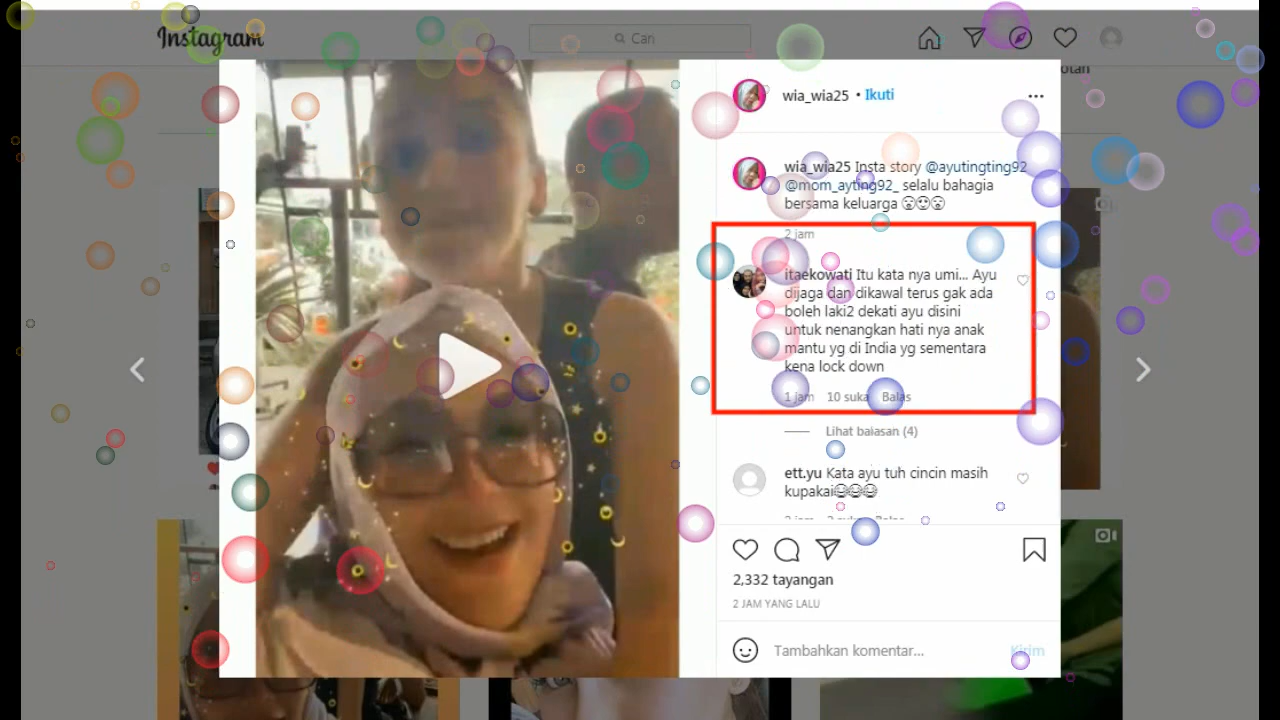 Instagram
Cari
otan
wia_wia25 • Ikuti
wia_wia25 Insta story @ayutingting92
@mom_ayting92_ selalu bahagia
bersama keluarga
2 jam
itaekowati Itu kata nya umi... Ayu
dijaga dan dikawal terus gak ada
boleh laki2 dekati ayu disini
untuk nenangkan hati nya anak
mantu yg di India yg sementara
kena lock down
1 jam 10 suka Balas
Lihat balasan (4)
ett.yu Kata ayu tuh cincin masih
kupakai
2,332 tayangan
2 JAM YANG LALU
Tambahkan komentar...
Kirim